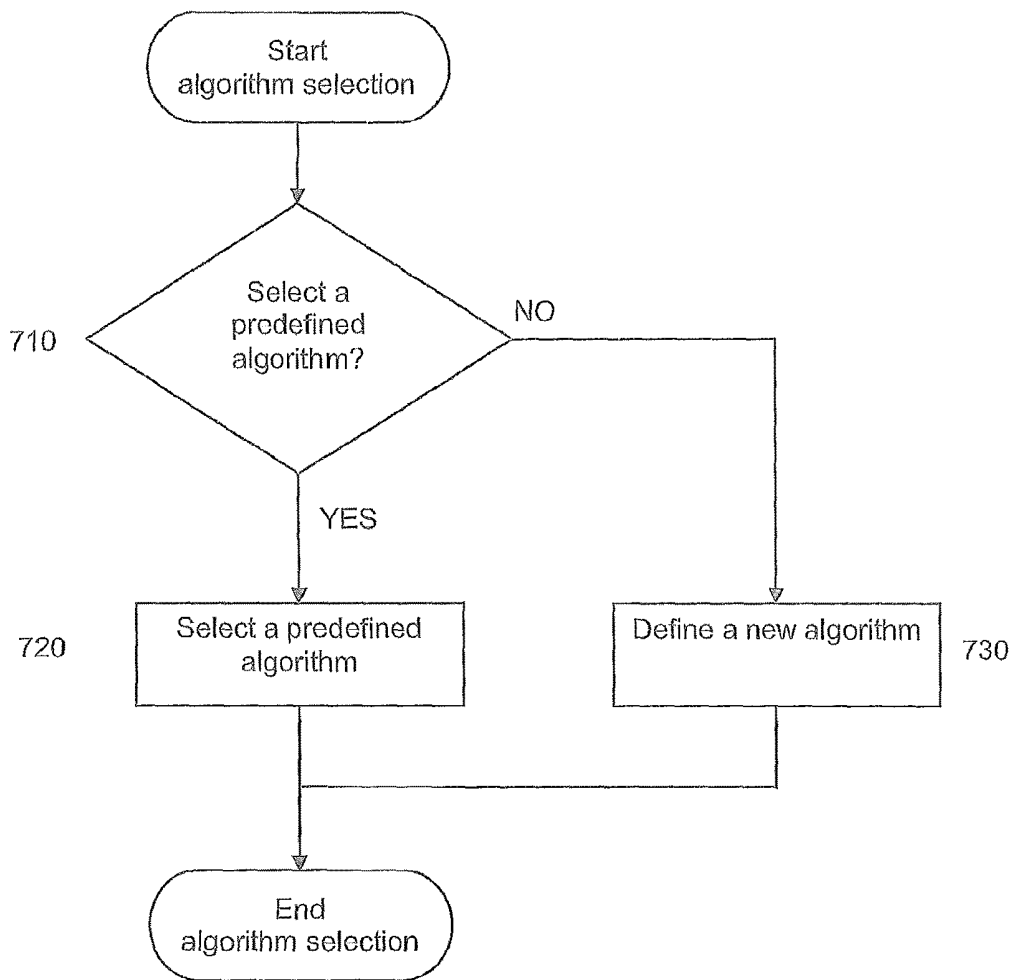 Start
algorithm selection
Select a
predefined
algorithm?
710
NO
YES
Select a predefined
algorithm
720
Define a new algorithm
730
End
algorithm selection